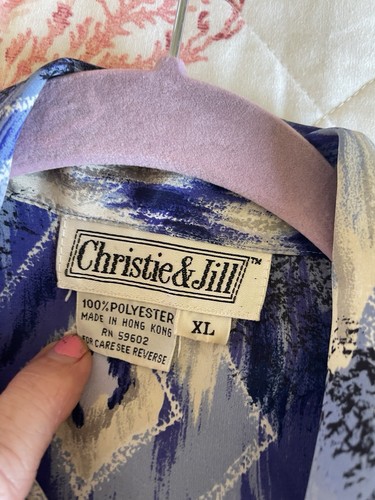 Christie&Jill™
100% POLYESTER
MADE IN HONG KONG
RN 59602
FOR CARE SEE REVERSE
XL